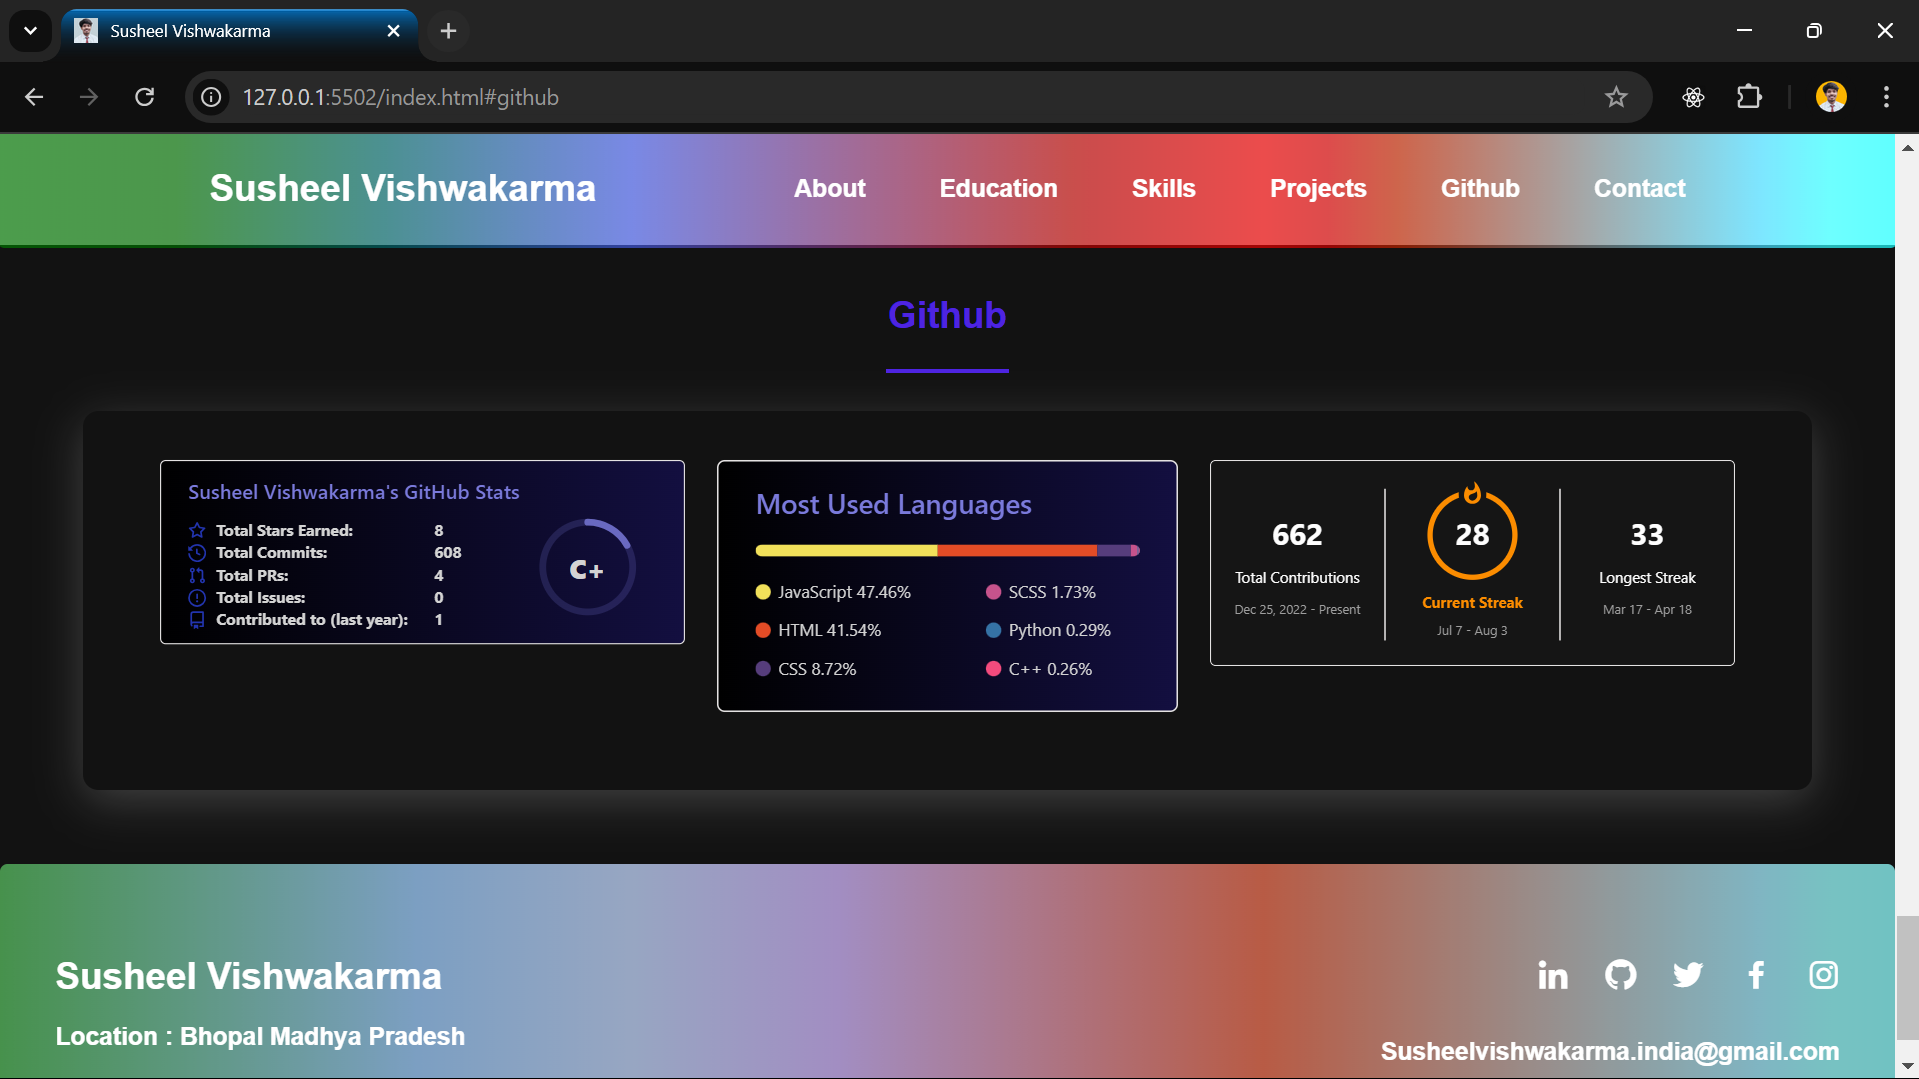 Susheel Vishwakarma
127.0.0.1:5502/index.html#github
Susheel Vishwakarma
About Education Skills Projects Github Contact
Github
Susheel Vishwakarma's GitHub Stats
Total Stars Earned: 8
Total Commits: 608
Total PRs: 4
Total Issues: 0
Contributed to (last year): 1
C+
Most Used Languages
JavaScript 47.46%
HTML 41.54%
CSS 8.72%
SCSS 1.73%
Python 0.29%
C++ 0.26%
662
Total Contributions
Dec 25, 2022 - Present
28
Current Streak
Jul 7 - Aug 3
33
Longest Streak
Mar 17 - Apr 18
Susheel Vishwakarma
Location : Bhopal Madhya Pradesh
Susheelvishwakarma.india@gmail.com